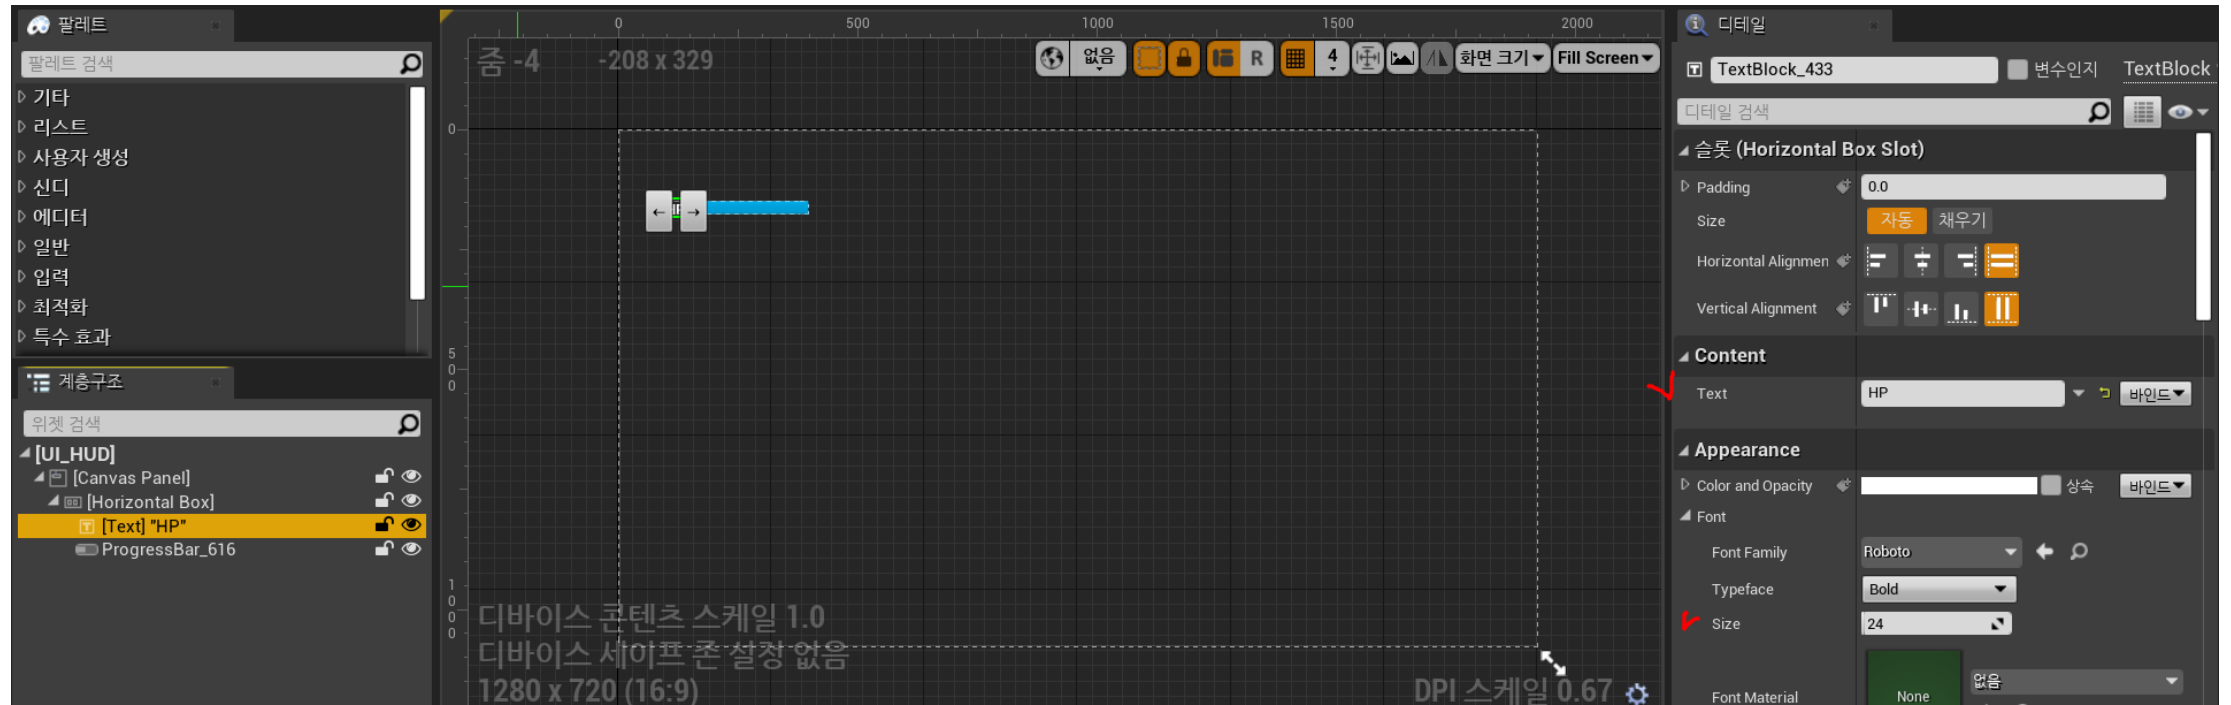 팔레트
팔레트 검색
기타
리스트
사용자 생성
신디
에디터
일반
입력
최적화
특수 효과
계층구조
위젯 검색
[UI_HUD]
[Canvas Panel]
[Horizontal Box]
[Text] "HP"
ProgressBar_616
0 500 1000 1500 2000
줌 -4 -208 x 329
없음 R 4 화면 크기 Fill Screen
0
5
0
0
1
0
0
0
디바이스 콘텐츠 스케일 1.0
디바이스 세이프 존 설정 없음
1280 x 720 (16:9) DPI 스케일 0.67
디테일
TextBlock_433 변수인지 TextBlock
디테일 검색
슬롯 (Horizontal Box Slot)
Padding 0.0
Size 자동 채우기
Horizontal Alignmen
Vertical Alignment
Content
Text HP 바인드
Appearance
Color and Opacity 상속 바인드
Font
Font Family Roboto
Typeface Bold
Size 24
없음
Font Material None